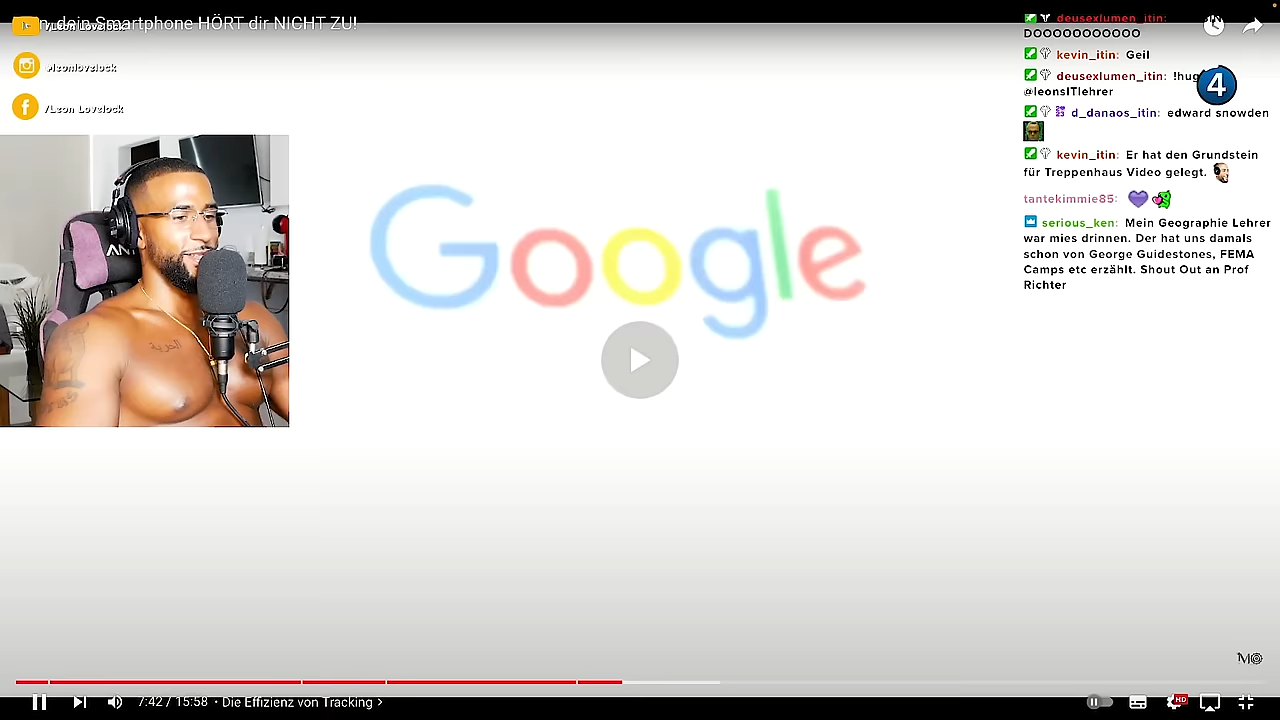 dein Smartphone HÖRT dir NICHT ZU!
/Leon Lovelock
/leonlovelock
/Leon Lovelock
Google
deusexlumen_itin:
DOOOOOOOOOOO
kevin_itin: Geil
deusexlumen_itin: !hug
@leonsITlehrer
4
d_danaos_itin: edward snowden
kevin_itin: Er hat den Grundstein
für Treppenhaus Video gelegt.
tantekimmie85:
serious_ken: Mein Geographie Lehrer
war mies drinnen. Der hat uns damals
schon von George Guidestones, FEMA
Camps etc erzählt. Shout Out an Prof
Richter
AN
7:42 / 15:58 · Die Effizienz von Tracking >
HD